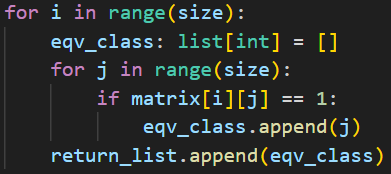 for i in range(size):
    eqv_class: list[int] = []
    for j in range(size):
        if matrix[i][j] == 1:
            eqv_class.append(j)
    return_list.append(eqv_class)